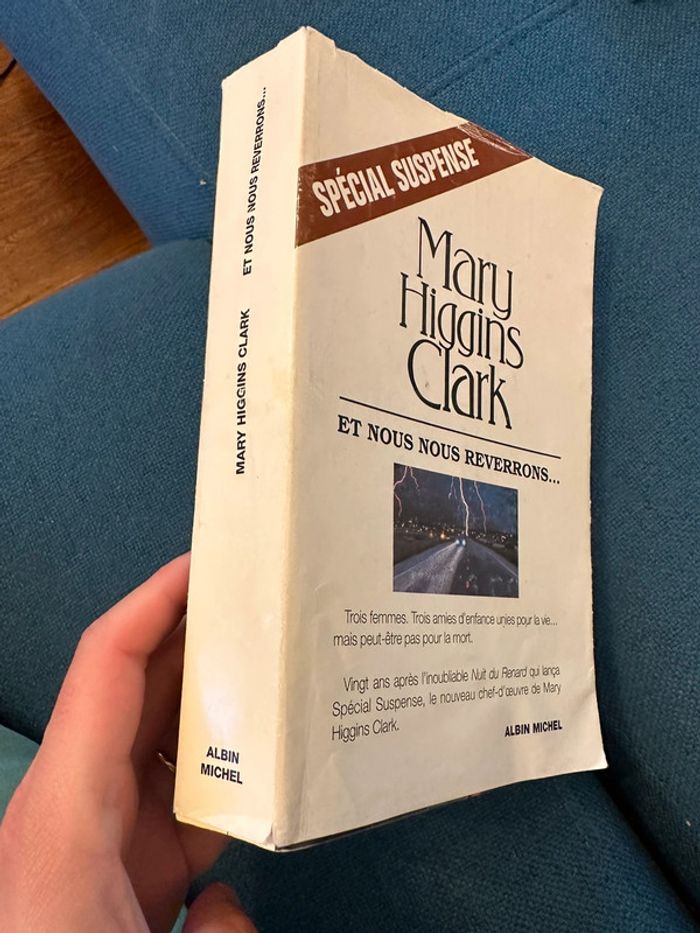 MARY HIGGINS CLARK ET NOUS NOUS REVERRONS...
ALBIN
MICHEL
SPÉCIAL SUSPENSE
Mary
Higgins
Clark
ET NOUS NOUS REVERRONS...
Trois femmes. Trois amies d'enfance unies pour la vie...
mais peut-être pas pour la mort.
Vingt ans après l'inoubliable Nuit du Renard qui lança
Spécial Suspense, le nouveau chef-d'œuvre de Mary
Higgins Clark.
ALBIN MICHEL